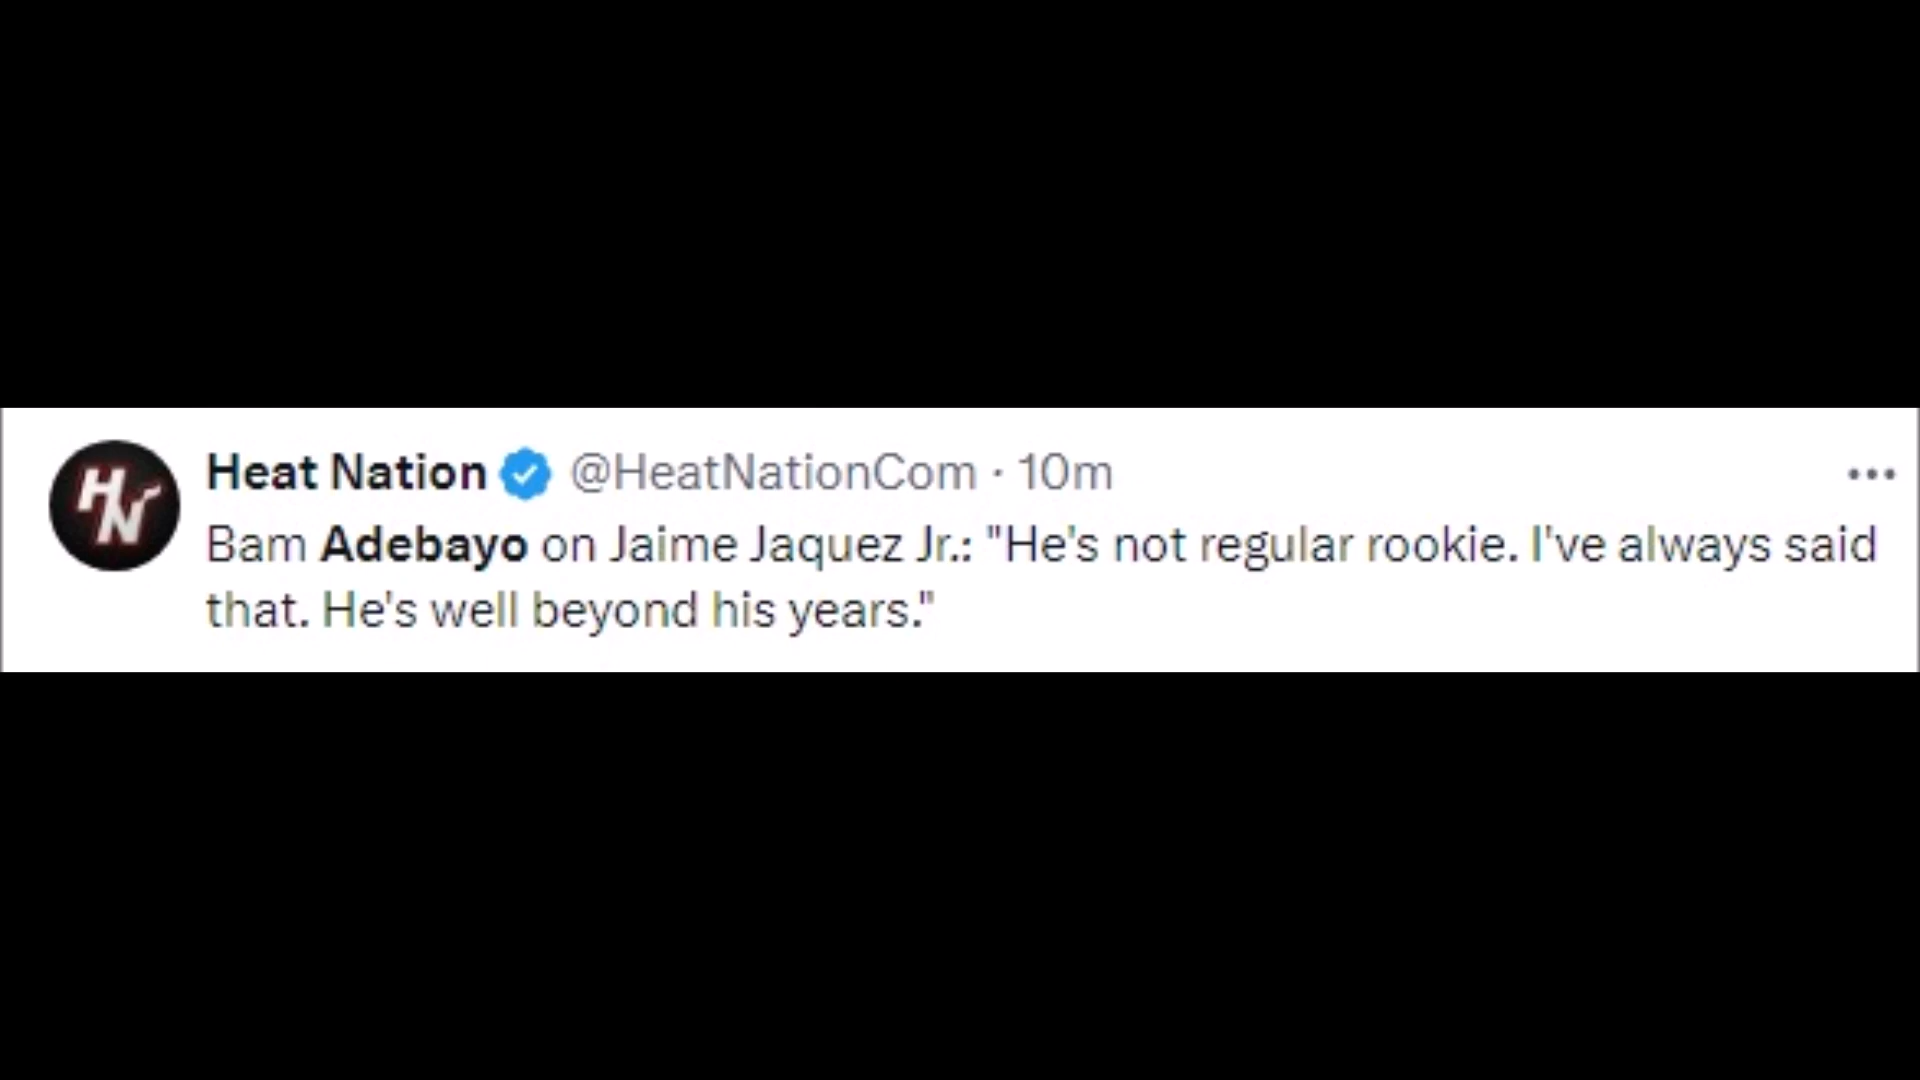 HN
Heat Nation @HeatNationCom · 10m
Bam Adebayo on Jaime Jaquez Jr.: "He's not regular rookie. I've always said
that. He's well beyond his years."